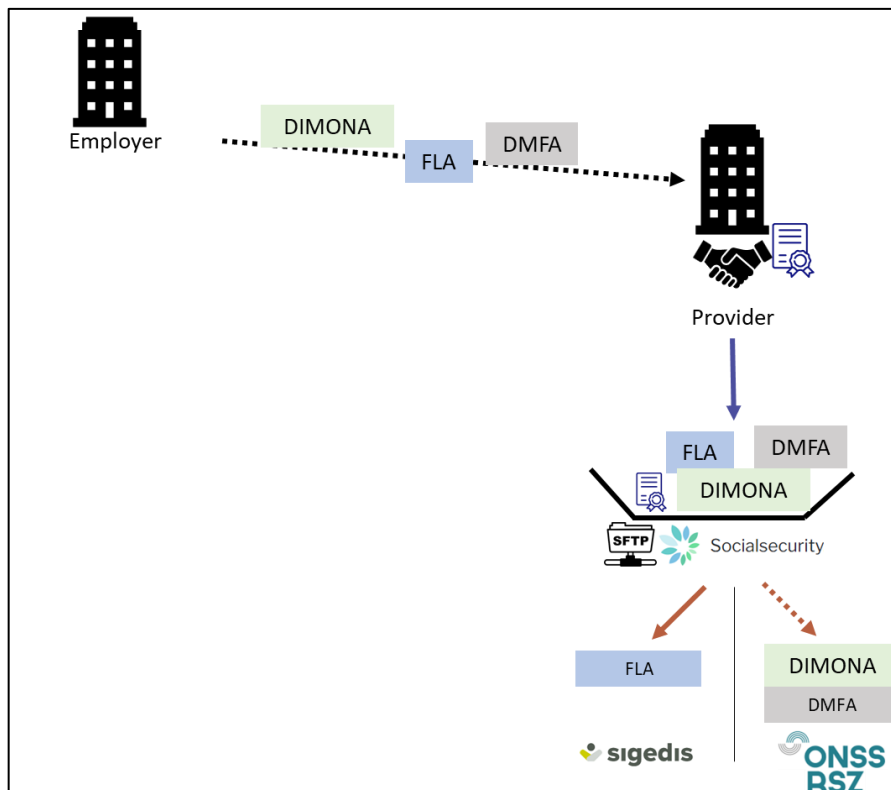 Employer
DIMONA
FLA
DMFA
Provider
FLA
DMFA
DIMONA
SFTP
Socialsecurity
FLA
DIMONA
DMFA
sigedis
ONSS
RSZ